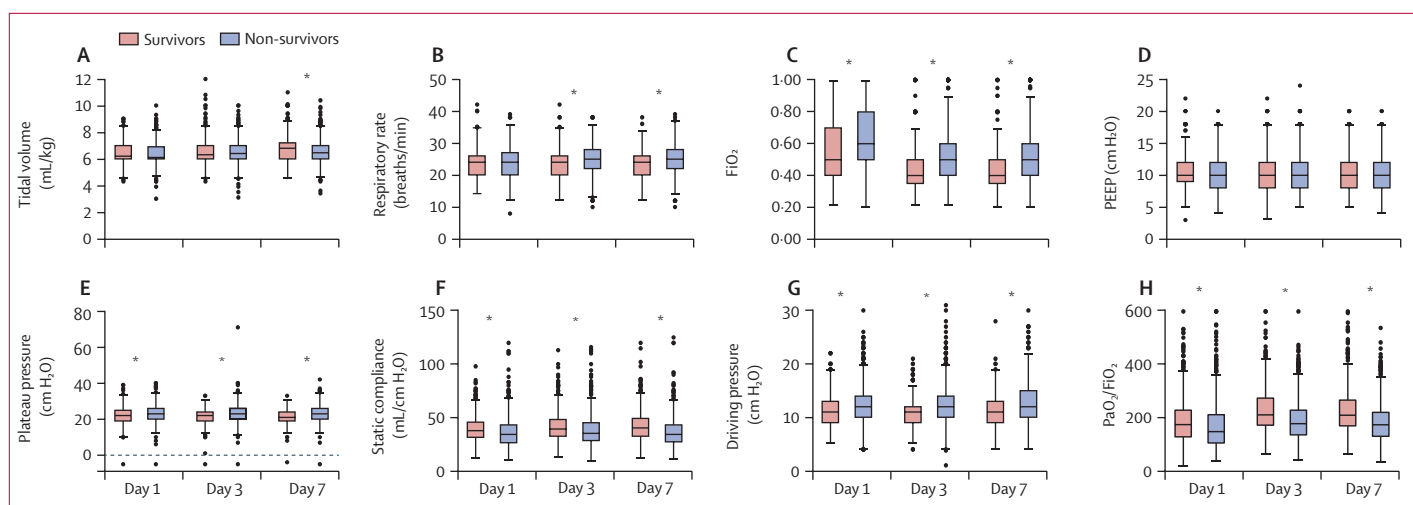 Survivors
Non-survivors
A
Tidal volume
(mL/kg)
12
10
8
6
4
2
0
*
B
Respiratory rate
(breaths/min)
50
40
30
20
10
0
*
*
C
FiO₂
1·00
0·80
0·60
0·40
0·20
0·00
*
*
*
D
PEEP (cm H₂O)
25
20
15
10
5
0
E
Plateau pressure
(cm H₂O)
80
60
40
20
0
*
*
*
Day 1
Day 3
Day 7
F
Static compliance
(mL/cm H₂O)
150
100
50
0
*
*
*
Day 1
Day 3
Day 7
G
Driving pressure
(cm H₂O)
30
20
10
0
*
*
*
Day 1
Day 3
Day 7
H
PaO₂/FiO₂
600
400
200
0
*
*
*
Day 1
Day 3
Day 7